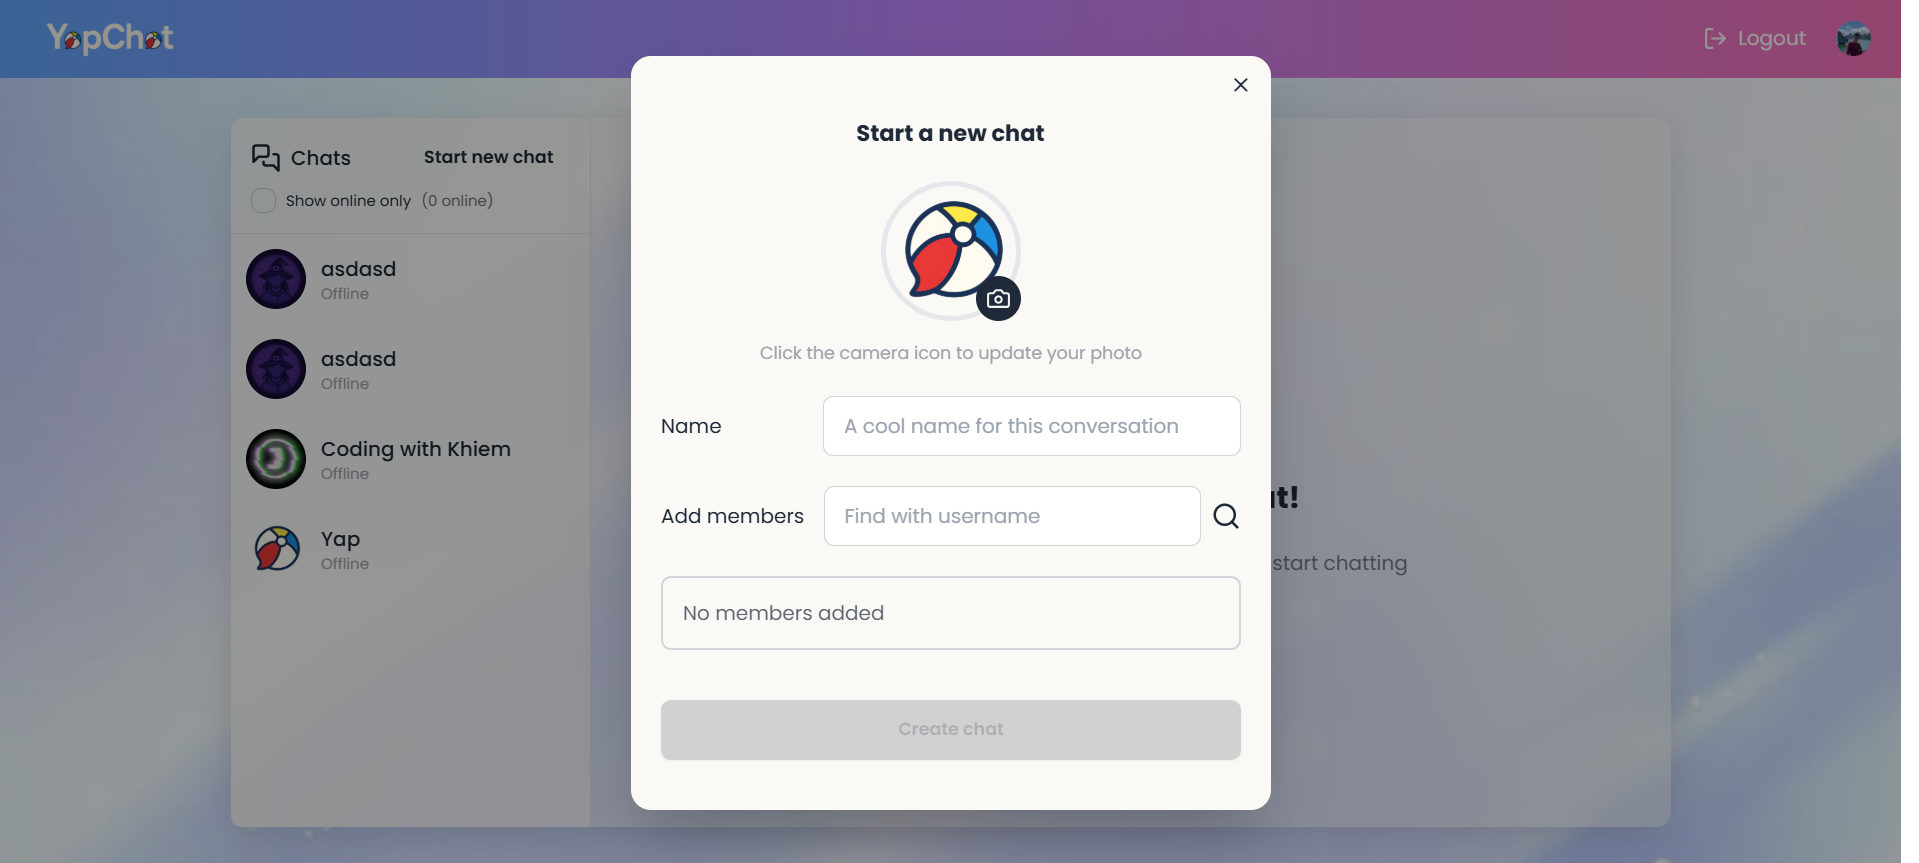 YapChat
Logout
Chats
Start new chat
Show online only (0 online)
asdasd
Offline
asdasd
Offline
Coding with Khiem
Offline
Yap
Offline
Start a new chat
Click the camera icon to update your photo
Name
A cool name for this conversation
Add members
Find with username
No members added
Create chat
start chatting